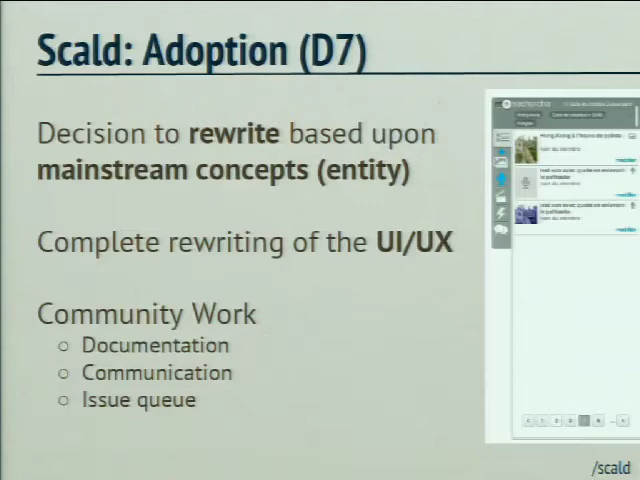 Scald: Adoption (D7)
Decision to rewrite based upon
mainstream concepts (entity)
Complete rewriting of the UI/UX
Community Work
○ Documentation
○ Communication
○ Issue queue
/scald